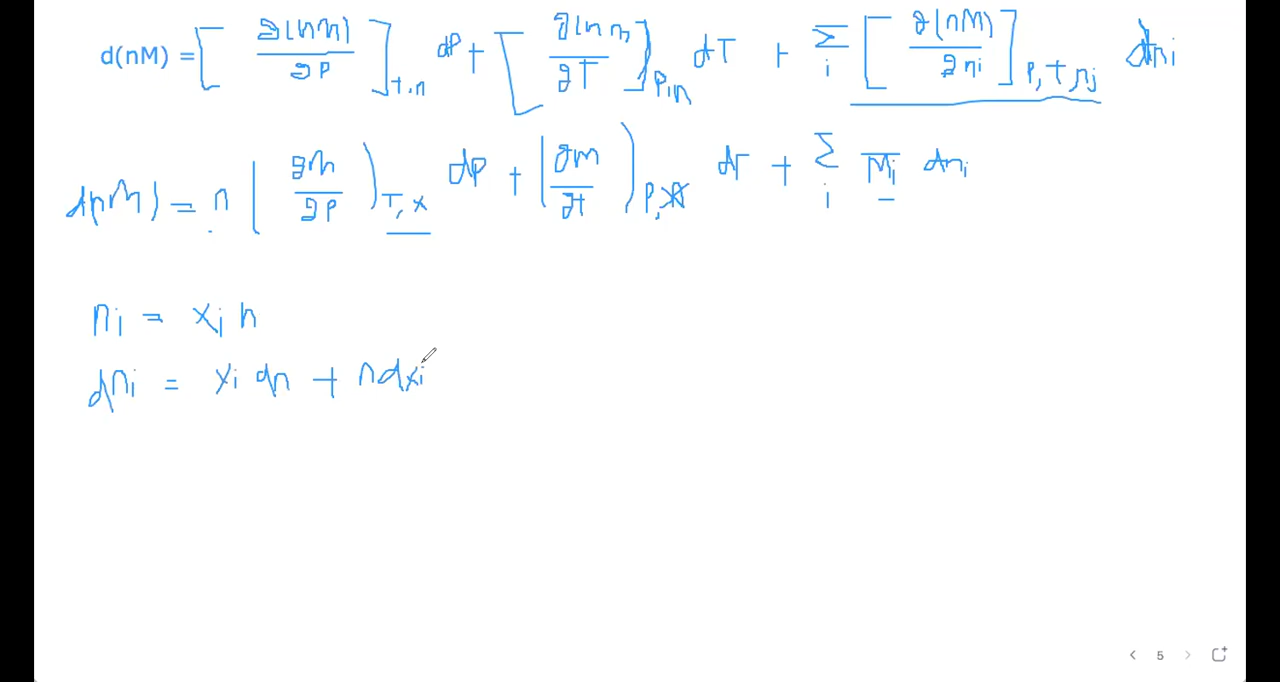 d(nM) = [∂(nM)/∂P]T,n dP + [∂(nM)/∂T]P,n dT + Σi [∂(nM)/∂ni]P,T,nj dni
d(nM) = n (∂M/∂P)T,x dP + (∂M/∂T)P,x dT + Σi M̅i dni
ni = xi n
dni = xi dn + n dxi
5